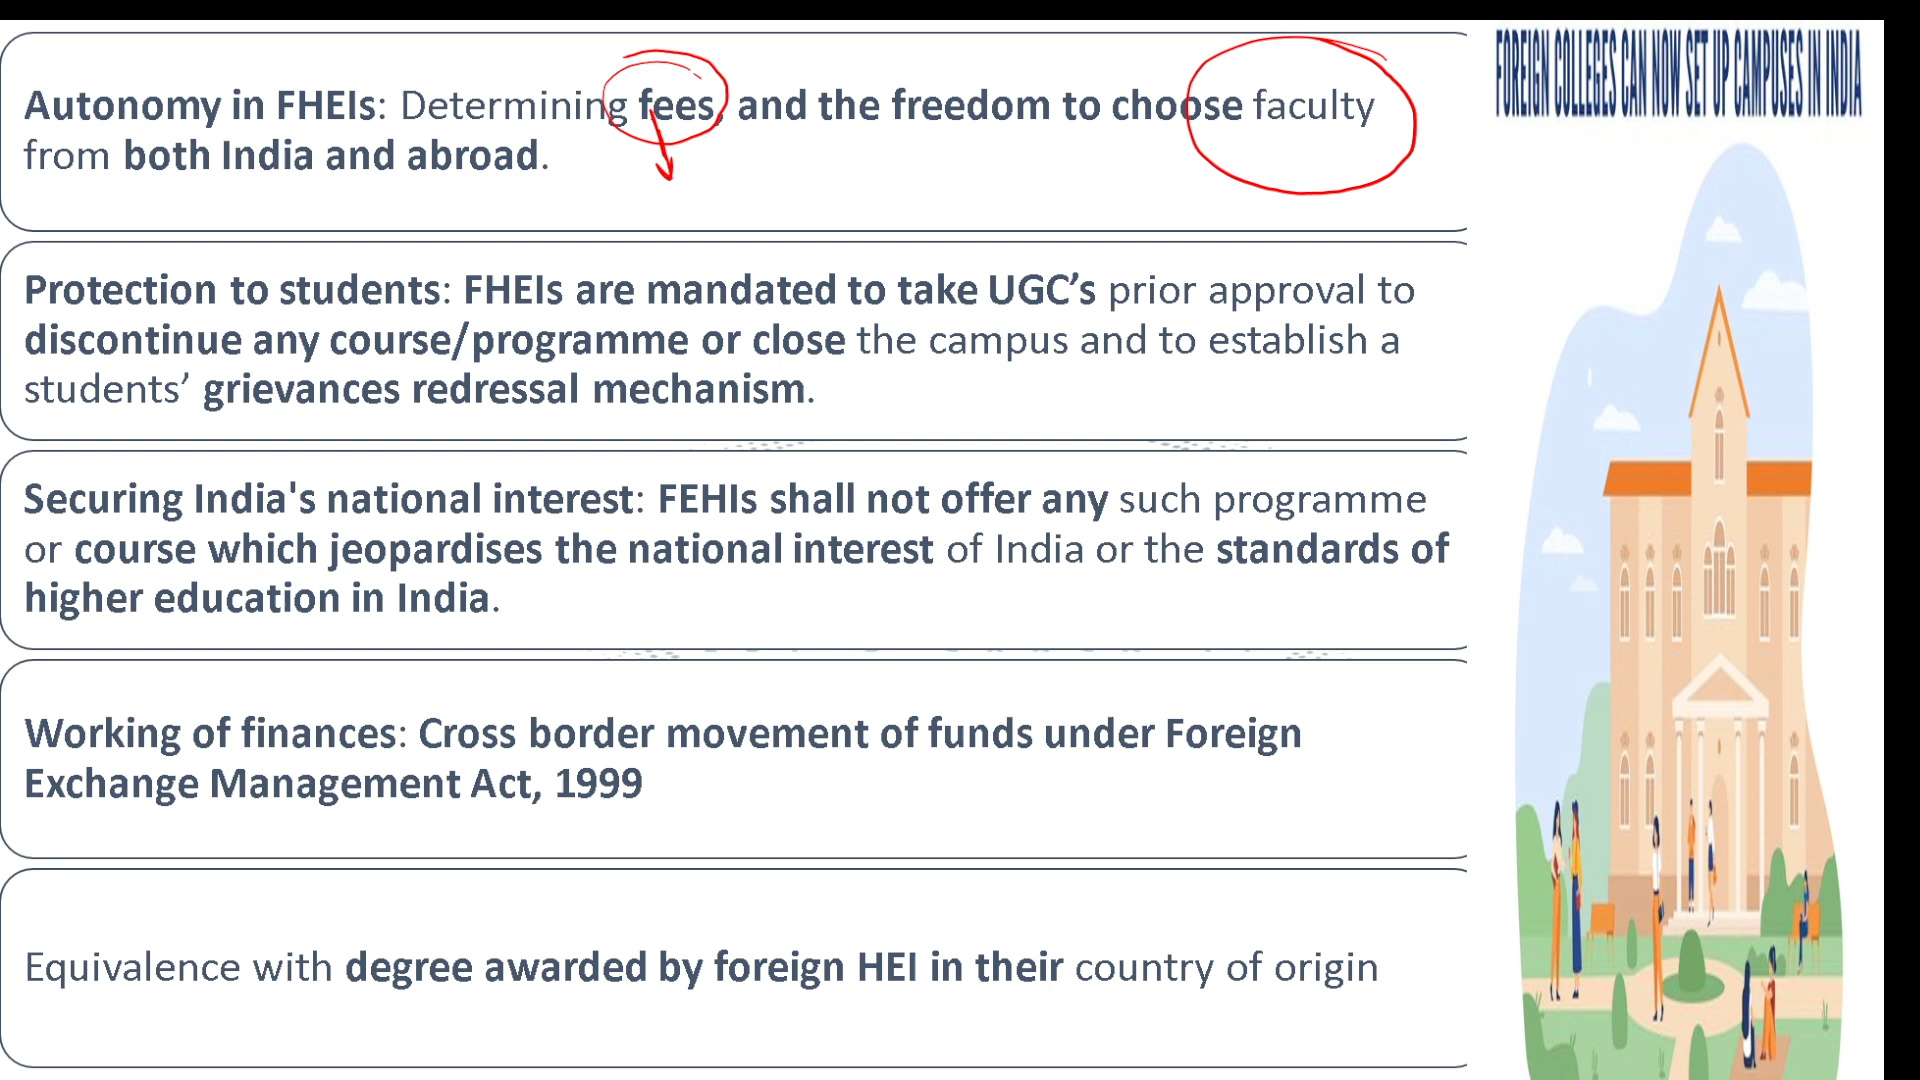 Autonomy in FHEIs: Determining fees, and the freedom to choose faculty
from both India and abroad.
Protection to students: FHEIs are mandated to take UGC’s prior approval to
discontinue any course/programme or close the campus and to establish a
students’ grievances redressal mechanism.
Securing India's national interest: FEHIs shall not offer any such programme
or course which jeopardises the national interest of India or the standards of
higher education in India.
Working of finances: Cross border movement of funds under Foreign
Exchange Management Act, 1999
Equivalence with degree awarded by foreign HEI in their country of origin
FOREIGN COLLEGES CAN NOW SET UP CAMPUSES IN INDIA